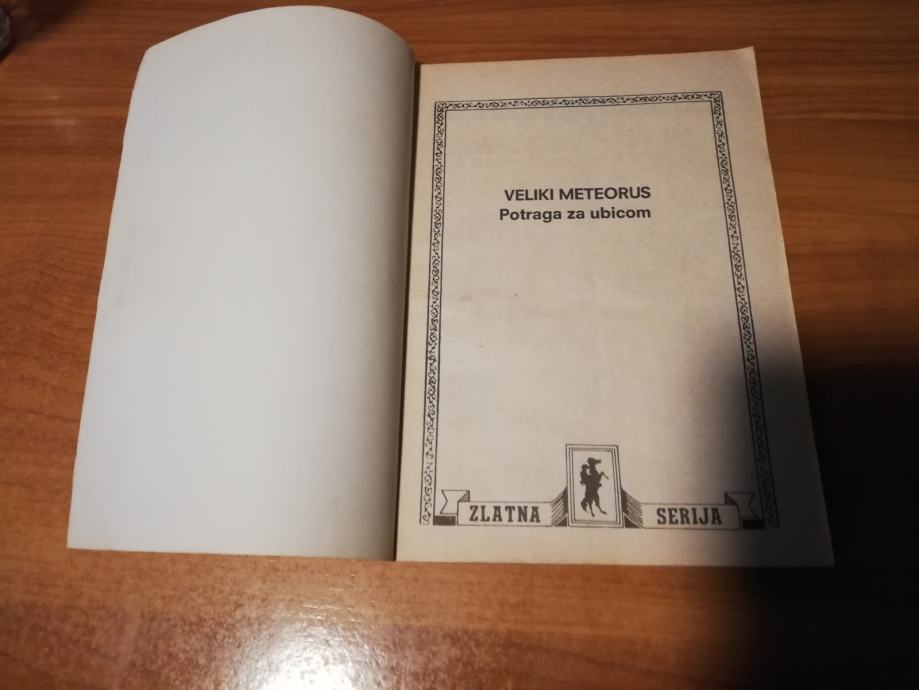 VELIKI METEORUS
Potraga za ubicom
ZLATNA SERIJA